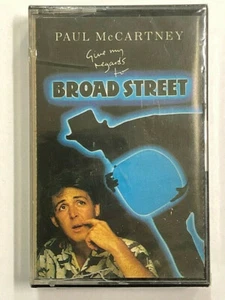 PAUL McCARTNEY
Give my
regards to
BROAD STREET